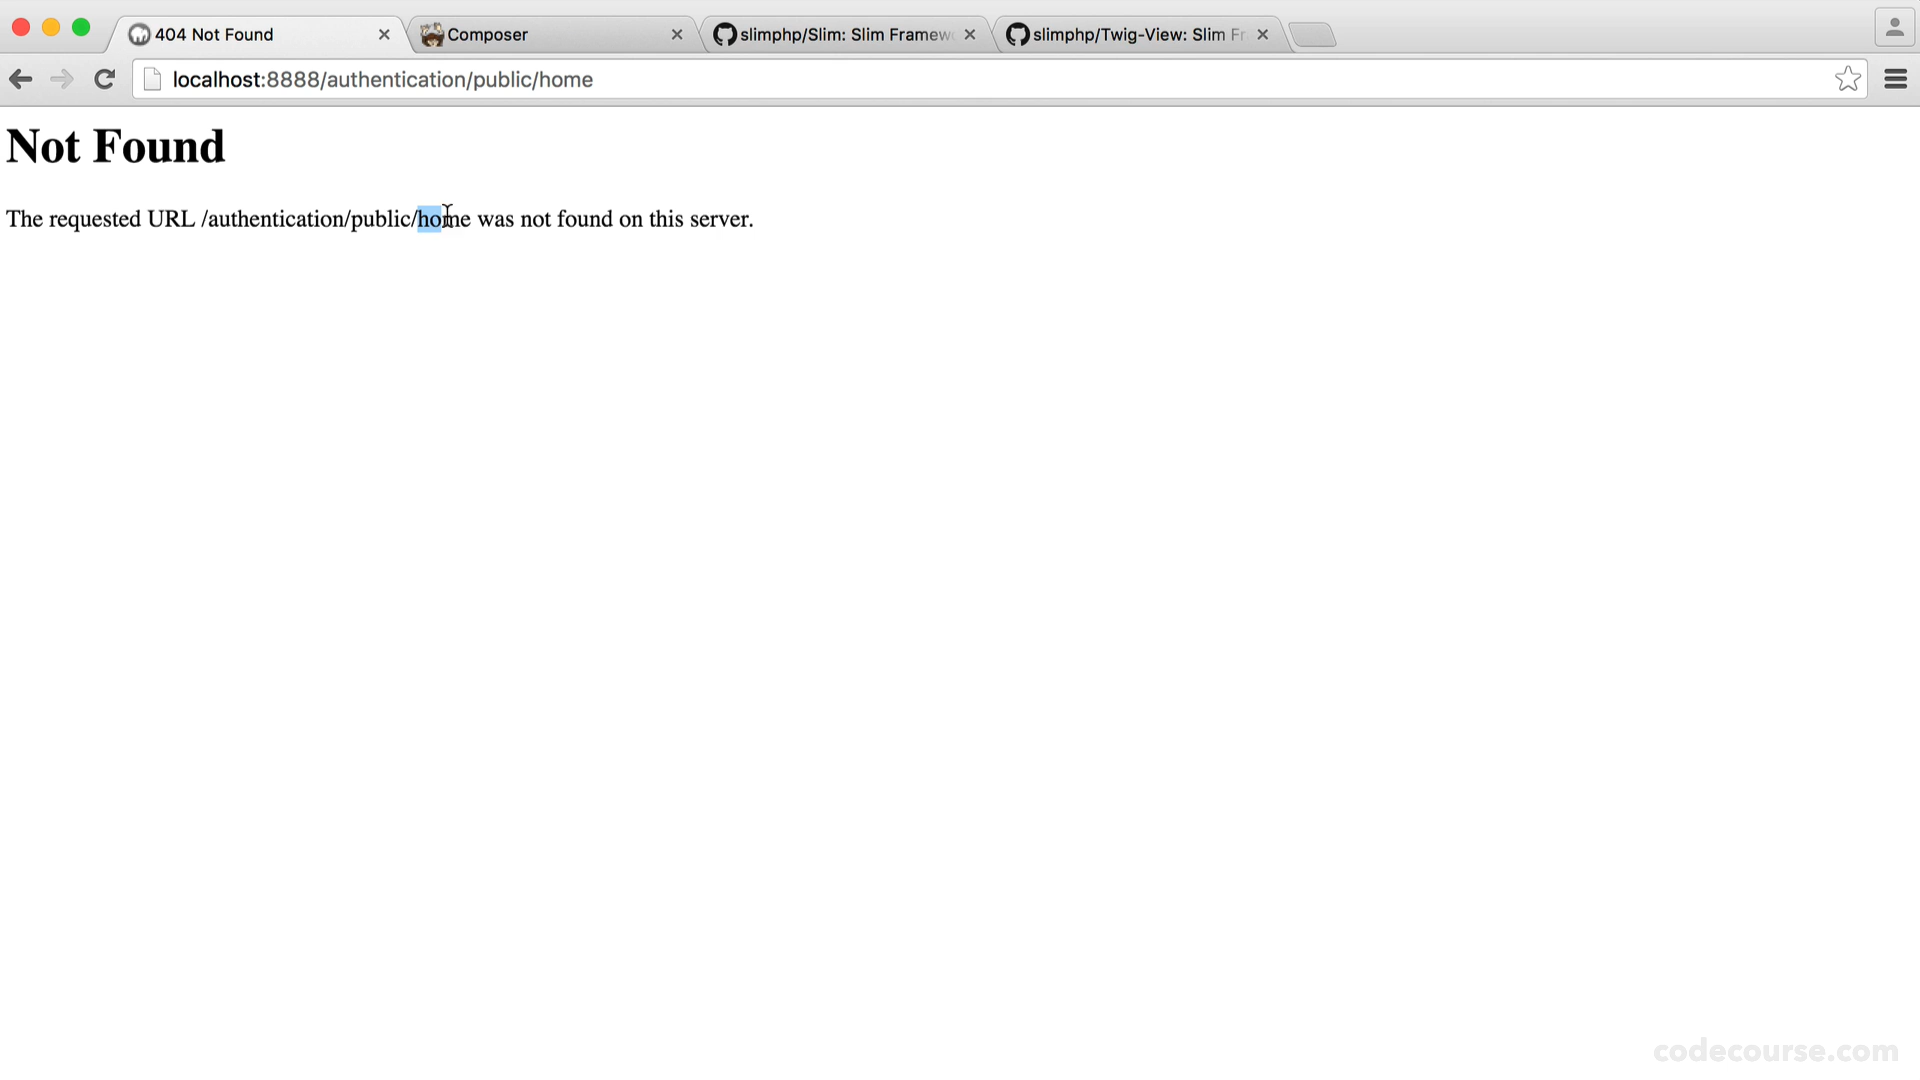 404 Not Found
Composer
slimphp/Slim: Slim Framew
slimphp/Twig-View: Slim Fr
localhost:8888/authentication/public/home
Not Found
The requested URL /authentication/public/home was not found on this server.
codecourse.com